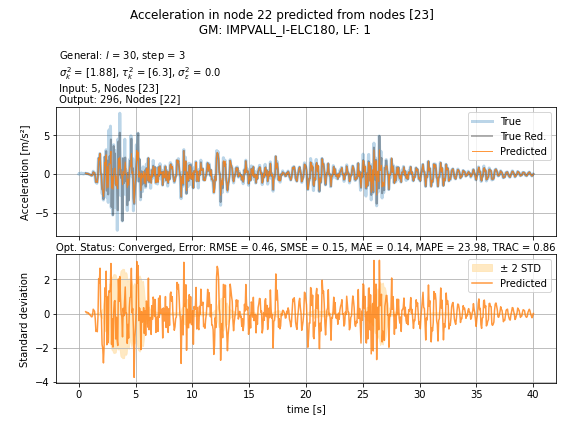 Acceleration in node 22 predicted from nodes [23]
GM: IMPVALL_I-ELC180, LF: 1
General: l = 30, step = 3
σ²ₖ = [1.88], τ²ₖ = [6.3], σ²ε = 0.0
Input: 5, Nodes [23]
Output: 296, Nodes [22]
True
True Red.
Predicted
5
0
−5
Acceleration [m/s²]
Opt. Status: Converged, Error: RMSE = 0.46, SMSE = 0.15, MAE = 0.14, MAPE = 23.98, TRAC = 0.86
± 2 STD
Predicted
2
0
−2
−4
Standard deviation
0 5 10 15 20 25 30 35 40
time [s]